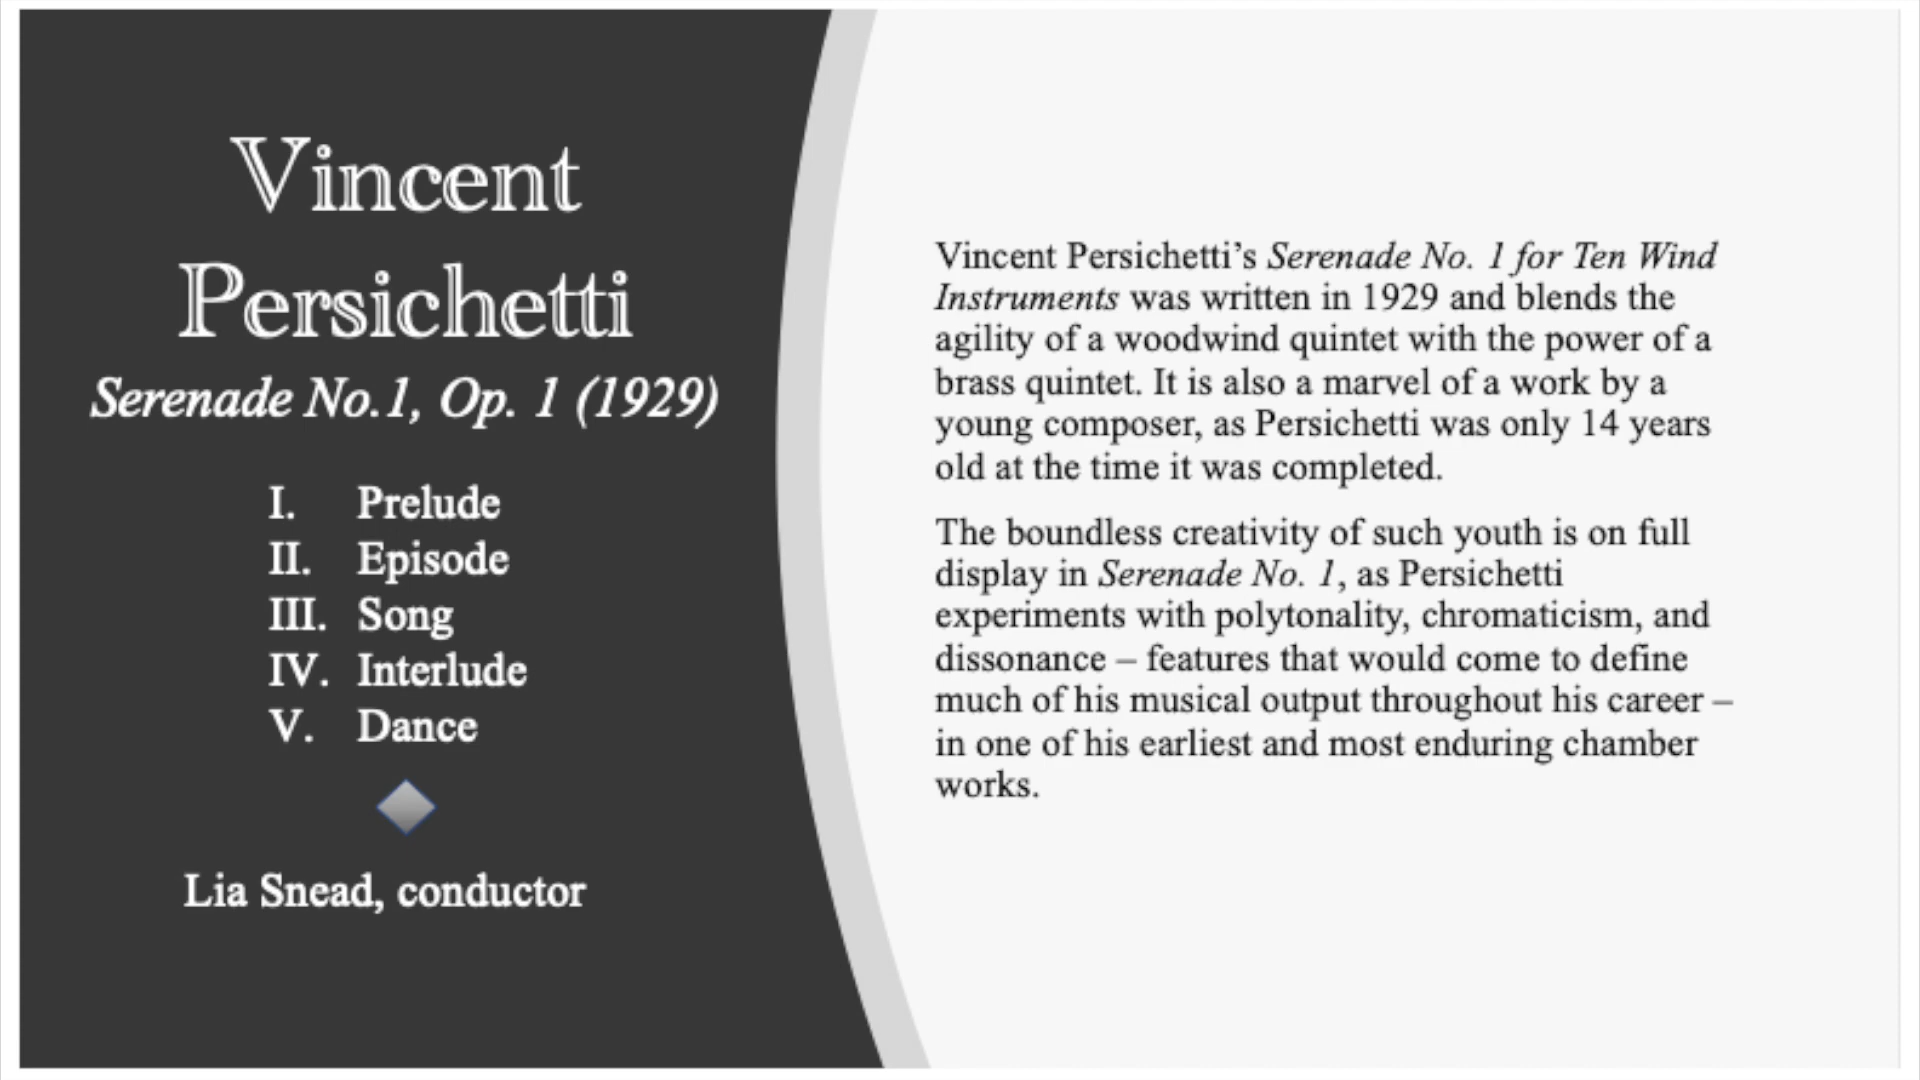 Vincent
Persichetti
Serenade No.1, Op. 1 (1929)
I. Prelude
II. Episode
III. Song
IV. Interlude
V. Dance
Lia Snead, conductor
Vincent Persichetti’s Serenade No. 1 for Ten Wind
Instruments was written in 1929 and blends the
agility of a woodwind quintet with the power of a
brass quintet. It is also a marvel of a work by a
young composer, as Persichetti was only 14 years
old at the time it was completed.
The boundless creativity of such youth is on full
display in Serenade No. 1, as Persichetti
experiments with polytonality, chromaticism, and
dissonance – features that would come to define
much of his musical output throughout his career –
in one of his earliest and most enduring chamber
works.